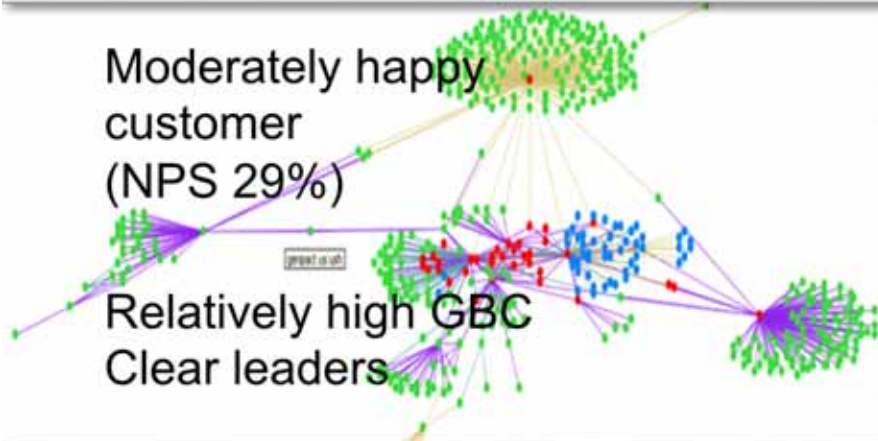 Moderately happy
customer
(NPS 29%)
Relatively high GBC
Clear leaders